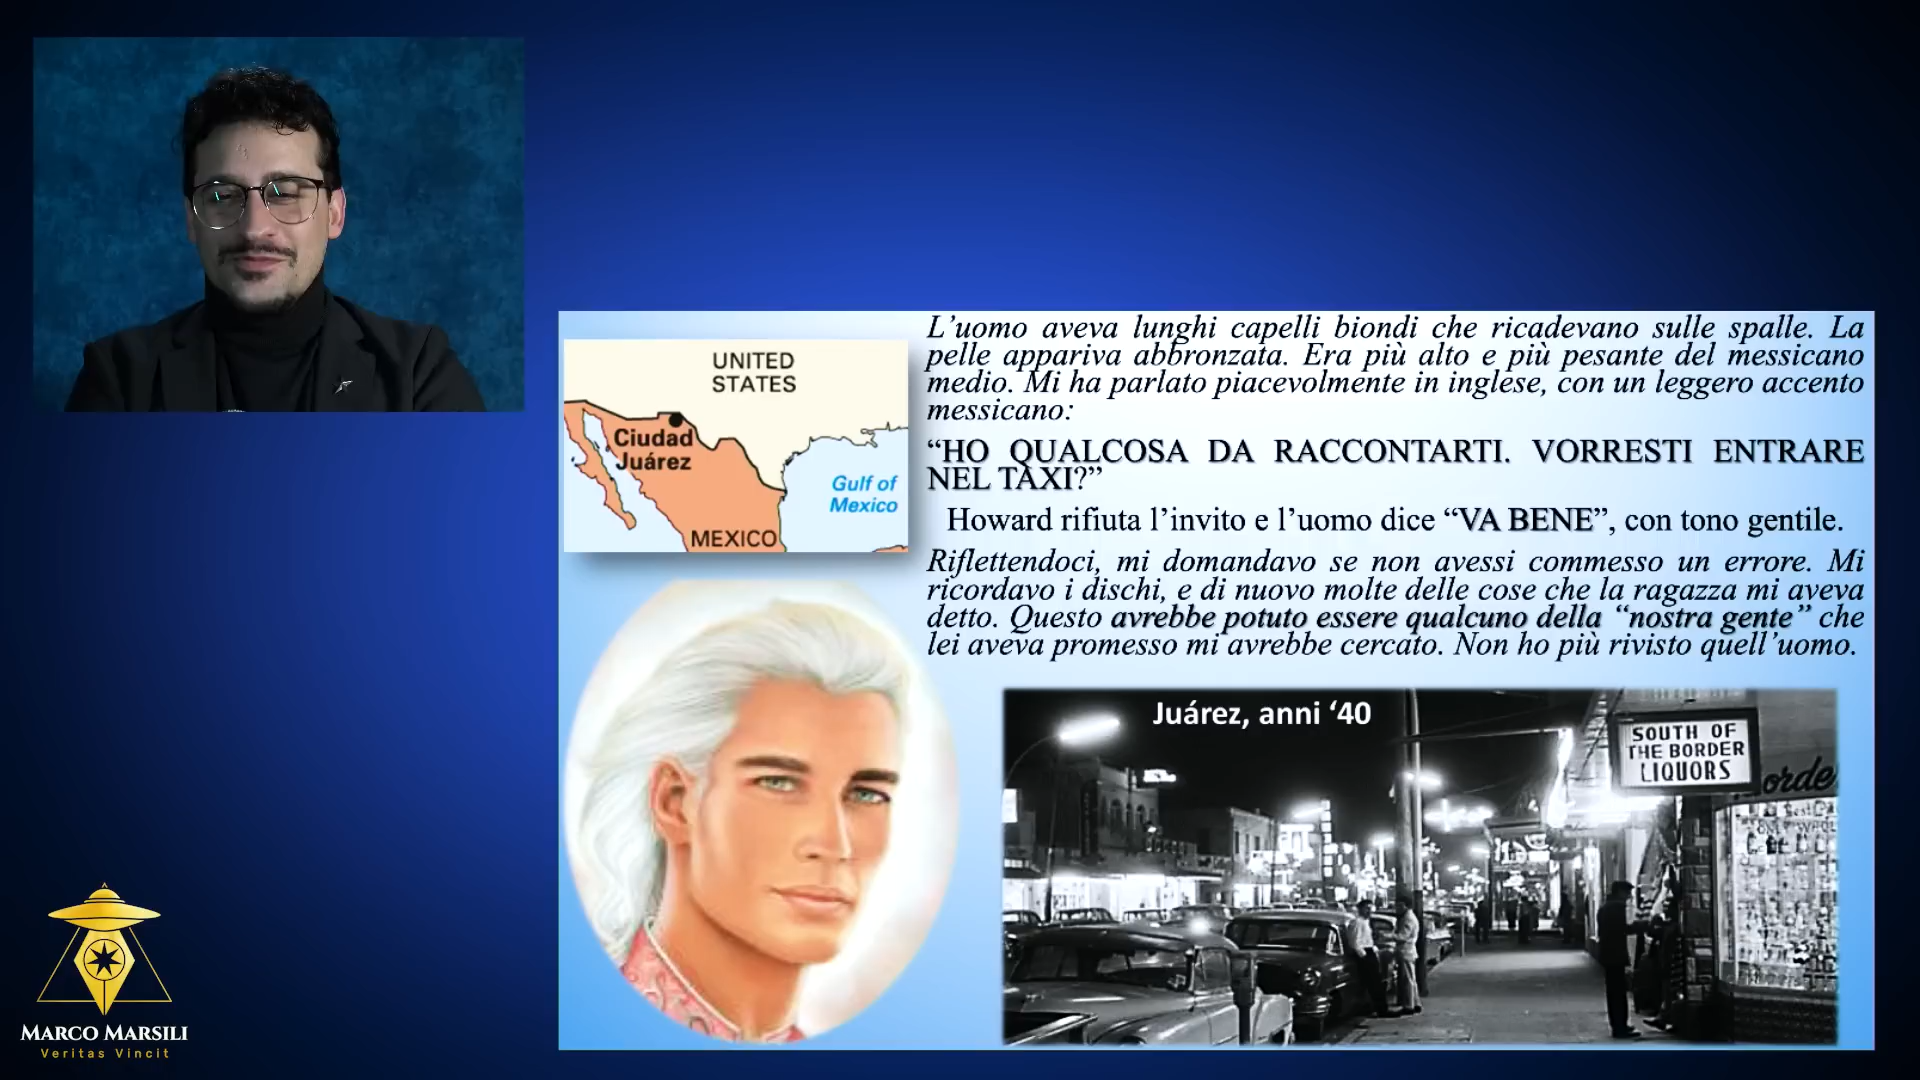 UNITED
STATES
Ciudad
Juárez
Gulf of
Mexico
MEXICO
L’uomo aveva lunghi capelli biondi che ricadevano sulle spalle. La
pelle appariva abbronzata. Era più alto e più pesante del messicano
medio. Mi ha parlato piacevolmente in inglese, con un leggero accento
messicano:
“HO QUALCOSA DA RACCONTARTI. VORRESTI ENTRARE
NEL TAXI?”
Howard rifiuta l’invito e l’uomo dice “VA BENE”, con tono gentile.
Riflettendoci, mi domandavo se non avessi commesso un errore. Mi
ricordavo i dischi, e di nuovo molte delle cose che la ragazza mi aveva
detto. Questo avrebbe potuto essere qualcuno della “nostra gente” che
lei aveva promesso mi avrebbe cercato. Non ho più rivisto quell’uomo.
Juárez, anni ‘40
SOUTH OF
THE BORDER
LIQUORS
MARCO MARSILI
Veritas Vincit